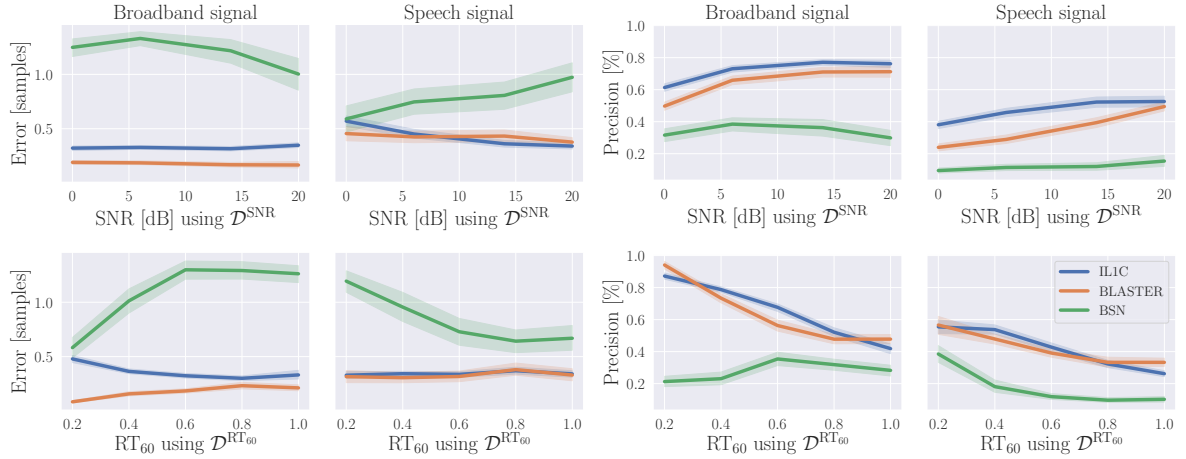 Broadband signal
Speech signal
Broadband signal
Speech signal
Error [samples]
1.0
0.5
Precision [%]
1.0
0.8
0.6
0.4
0.2
0 5 10 15 20
0 5 10 15 20
0 5 10 15 20
0 5 10 15 20
SNR [dB] using 𝒟^SNR
SNR [dB] using 𝒟^SNR
SNR [dB] using 𝒟^SNR
SNR [dB] using 𝒟^SNR
Error [samples]
1.0
0.5
Precision [%]
1.0
0.8
0.6
0.4
0.2
IL1C
BLASTER
BSN
0.2 0.4 0.6 0.8 1.0
0.2 0.4 0.6 0.8 1.0
0.2 0.4 0.6 0.8 1.0
0.2 0.4 0.6 0.8 1.0
RT₆₀ using 𝒟^RT₆₀
RT₆₀ using 𝒟^RT₆₀
RT₆₀ using 𝒟^RT₆₀
RT₆₀ using 𝒟^RT₆₀